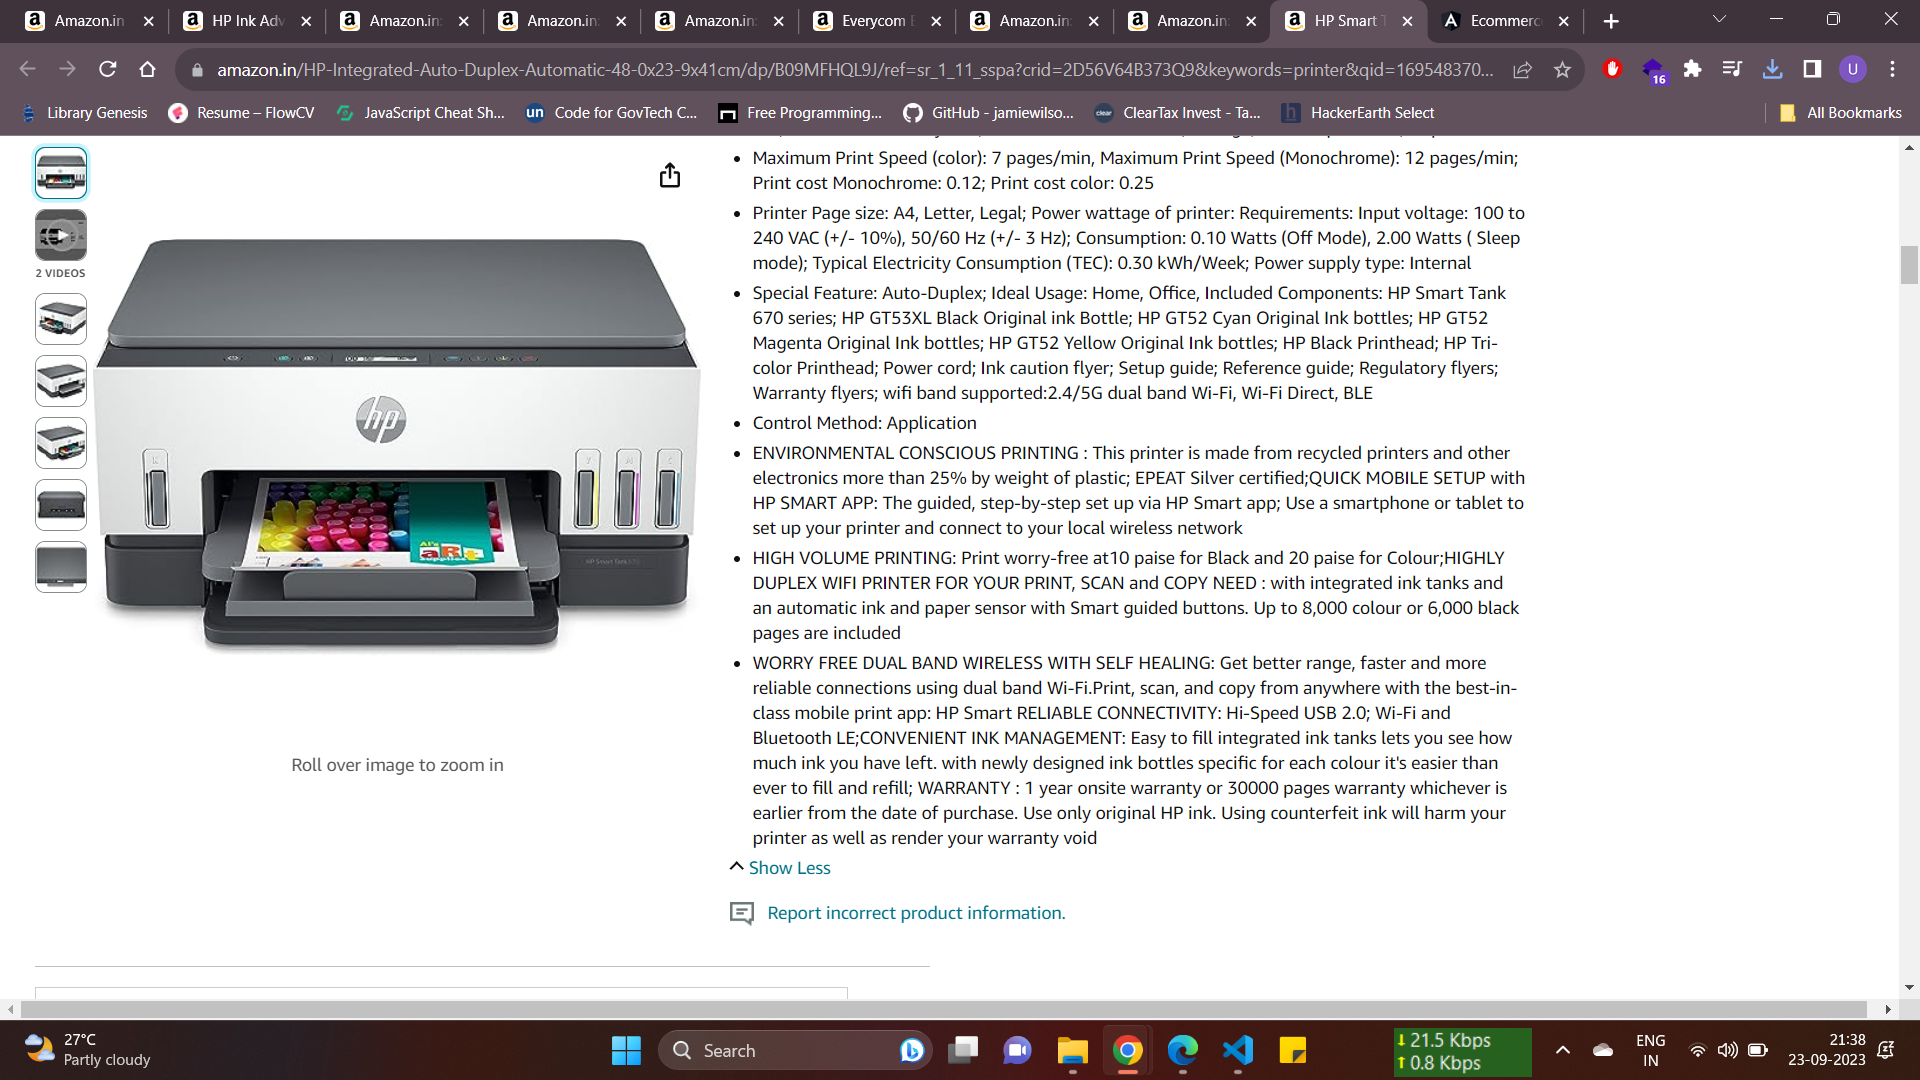 Amazon.in
HP Ink Adv
Amazon.in:
Amazon.in:
Amazon.in:
Everycom
Amazon.in:
Amazon.in:
HP Smart T
Ecommerc
amazon.in/HP-Integrated-Auto-Duplex-Automatic-48-0x23-9x41cm/dp/B09MFHQL9J/ref=sr_1_11_sspa?crid=2D56V64B373Q9&keywords=printer&qid=169548370...
16
U
Library Genesis
Resume – FlowCV
JavaScript Cheat Sh...
un Code for GovTech C...
Free Programming...
GitHub - jamiewilso...
clear ClearTax Invest - Ta...
h HackerEarth Select
All Bookmarks
• Maximum Print Speed (color): 7 pages/min, Maximum Print Speed (Monochrome): 12 pages/min;
Print cost Monochrome: 0.12; Print cost color: 0.25
• Printer Page size: A4, Letter, Legal; Power wattage of printer: Requirements: Input voltage: 100 to
240 VAC (+/- 10%), 50/60 Hz (+/- 3 Hz); Consumption: 0.10 Watts (Off Mode), 2.00 Watts ( Sleep
mode); Typical Electricity Consumption (TEC): 0.30 kWh/Week; Power supply type: Internal
• Special Feature: Auto-Duplex; Ideal Usage: Home, Office, Included Components: HP Smart Tank
670 series; HP GT53XL Black Original ink Bottle; HP GT52 Cyan Original Ink bottles; HP GT52
Magenta Original Ink bottles; HP GT52 Yellow Original Ink bottles; HP Black Printhead; HP Tri-
color Printhead; Power cord; Ink caution flyer; Setup guide; Reference guide; Regulatory flyers;
Warranty flyers; wifi band supported:2.4/5G dual band Wi-Fi, Wi-Fi Direct, BLE
• Control Method: Application
• ENVIRONMENTAL CONSCIOUS PRINTING : This printer is made from recycled printers and other
electronics more than 25% by weight of plastic; EPEAT Silver certified;QUICK MOBILE SETUP with
HP SMART APP: The guided, step-by-step set up via HP Smart app; Use a smartphone or tablet to
set up your printer and connect to your local wireless network
• HIGH VOLUME PRINTING: Print worry-free at10 paise for Black and 20 paise for Colour;HIGHLY
DUPLEX WIFI PRINTER FOR YOUR PRINT, SCAN and COPY NEED : with integrated ink tanks and
an automatic ink and paper sensor with Smart guided buttons. Up to 8,000 colour or 6,000 black
pages are included
• WORRY FREE DUAL BAND WIRELESS WITH SELF HEALING: Get better range, faster and more
reliable connections using dual band Wi-Fi.Print, scan, and copy from anywhere with the best-in-
class mobile print app: HP Smart RELIABLE CONNECTIVITY: Hi-Speed USB 2.0; Wi-Fi and
Bluetooth LE;CONVENIENT INK MANAGEMENT: Easy to fill integrated ink tanks lets you see how
much ink you have left. with newly designed ink bottles specific for each colour it's easier than
ever to fill and refill; WARRANTY : 1 year onsite warranty or 30000 pages warranty whichever is
earlier from the date of purchase. Use only original HP ink. Using counterfeit ink will harm your
printer as well as render your warranty void
Show Less
Report incorrect product information.
2 VIDEOS
hp
K
Y
M
C
Al's
aRt
supplies
HP Smart Tank 670
Roll over image to zoom in
27°C
Partly cloudy
Search
21.5 Kbps
0.8 Kbps
ENG
IN
21:38
23-09-2023